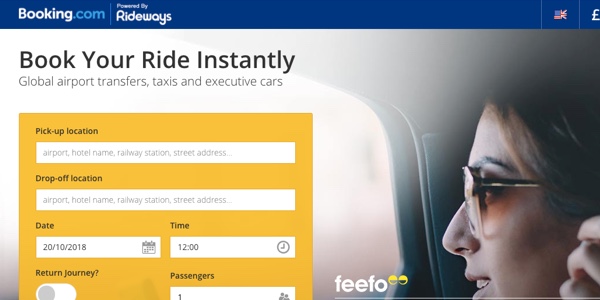 Booking.com
Powered By
Rideways
£
Book Your Ride Instantly
Global airport transfers, taxis and executive cars
Pick-up location
airport, hotel name, railway station, street address...
Drop-off location
airport, hotel name, railway station, street address...
Date Time
20/10/2018 12:00
Return Journey? Passengers
1
feefo